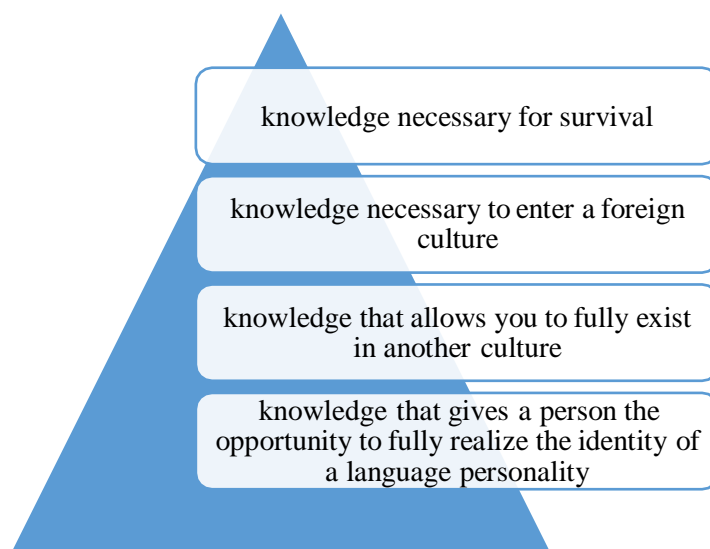 knowledge necessary for survival
knowledge necessary to enter a foreign
culture
knowledge that allows you to fully exist
in another culture
knowledge that gives a person the
opportunity to fully realize the identity of
a language personality